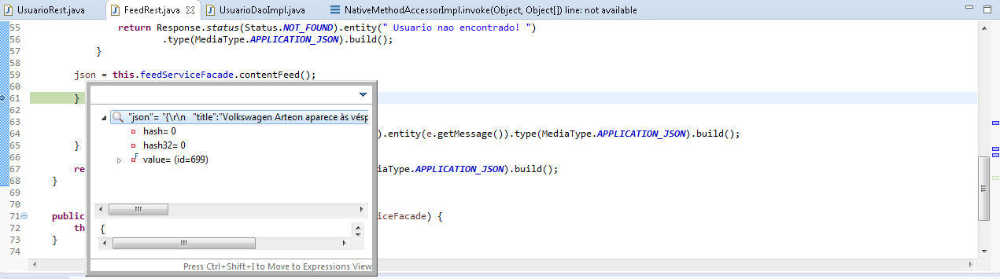 UsuarioRest.java FeedRest.java UsuarioDaoImpl.java NativeMethodAccessorImpl.invoke(Object, Object[]) line: not available
55 return Response.status(Status.NOT_FOUND).entity(" Usuario nao encontrado! ")
56 .type(MediaType.APPLICATION_JSON).build();
57 }
58
59 json = this.feedServiceFacade.contentFeed();
60
61 }
62
63
64 ).entity(e.getMessage()).type(MediaType.APPLICATION_JSON).build();
65 }
66
67 re iaType.APPLICATION_JSON).build();
68 }
69
70
71 public iceFacade) {
72 th
73 }
74
"json"= "{\r\n "title":"Volkswagen Arteon aparece às vésp
hash= 0
hash32= 0
value= (id=699)
{
Press Ctrl+Shift+I to Move to Expressions View